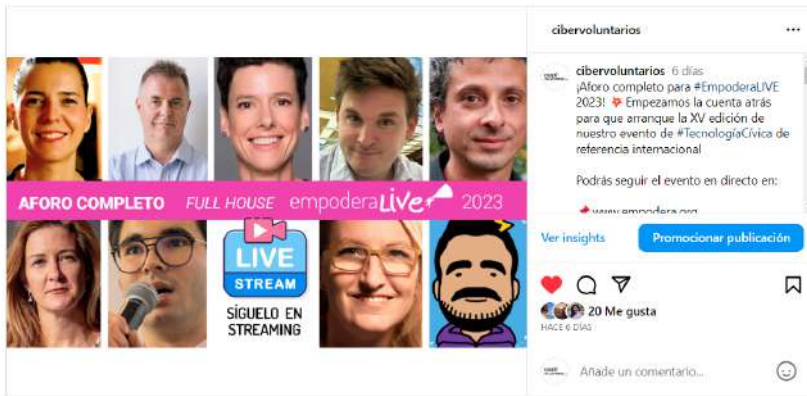 cibervoluntarios
cibervoluntarios 6 días
¡Aforo completo para #EmpoderaLIVE
2023! Empezamos la cuenta atrás
para que arranque la XV edición de
nuestro evento de #TecnologíaCívica de
referencia internacional
Podrás seguir el evento en directo en:
www.empodera.org
AFORO COMPLETO FULL HOUSE empoderaLive 2023
LIVE
STREAM
SÍGUELO EN
STREAMING
Ver insights
Promocionar publicación
20 Me gusta
HACE 6 DÍAS
Añade un comentario...